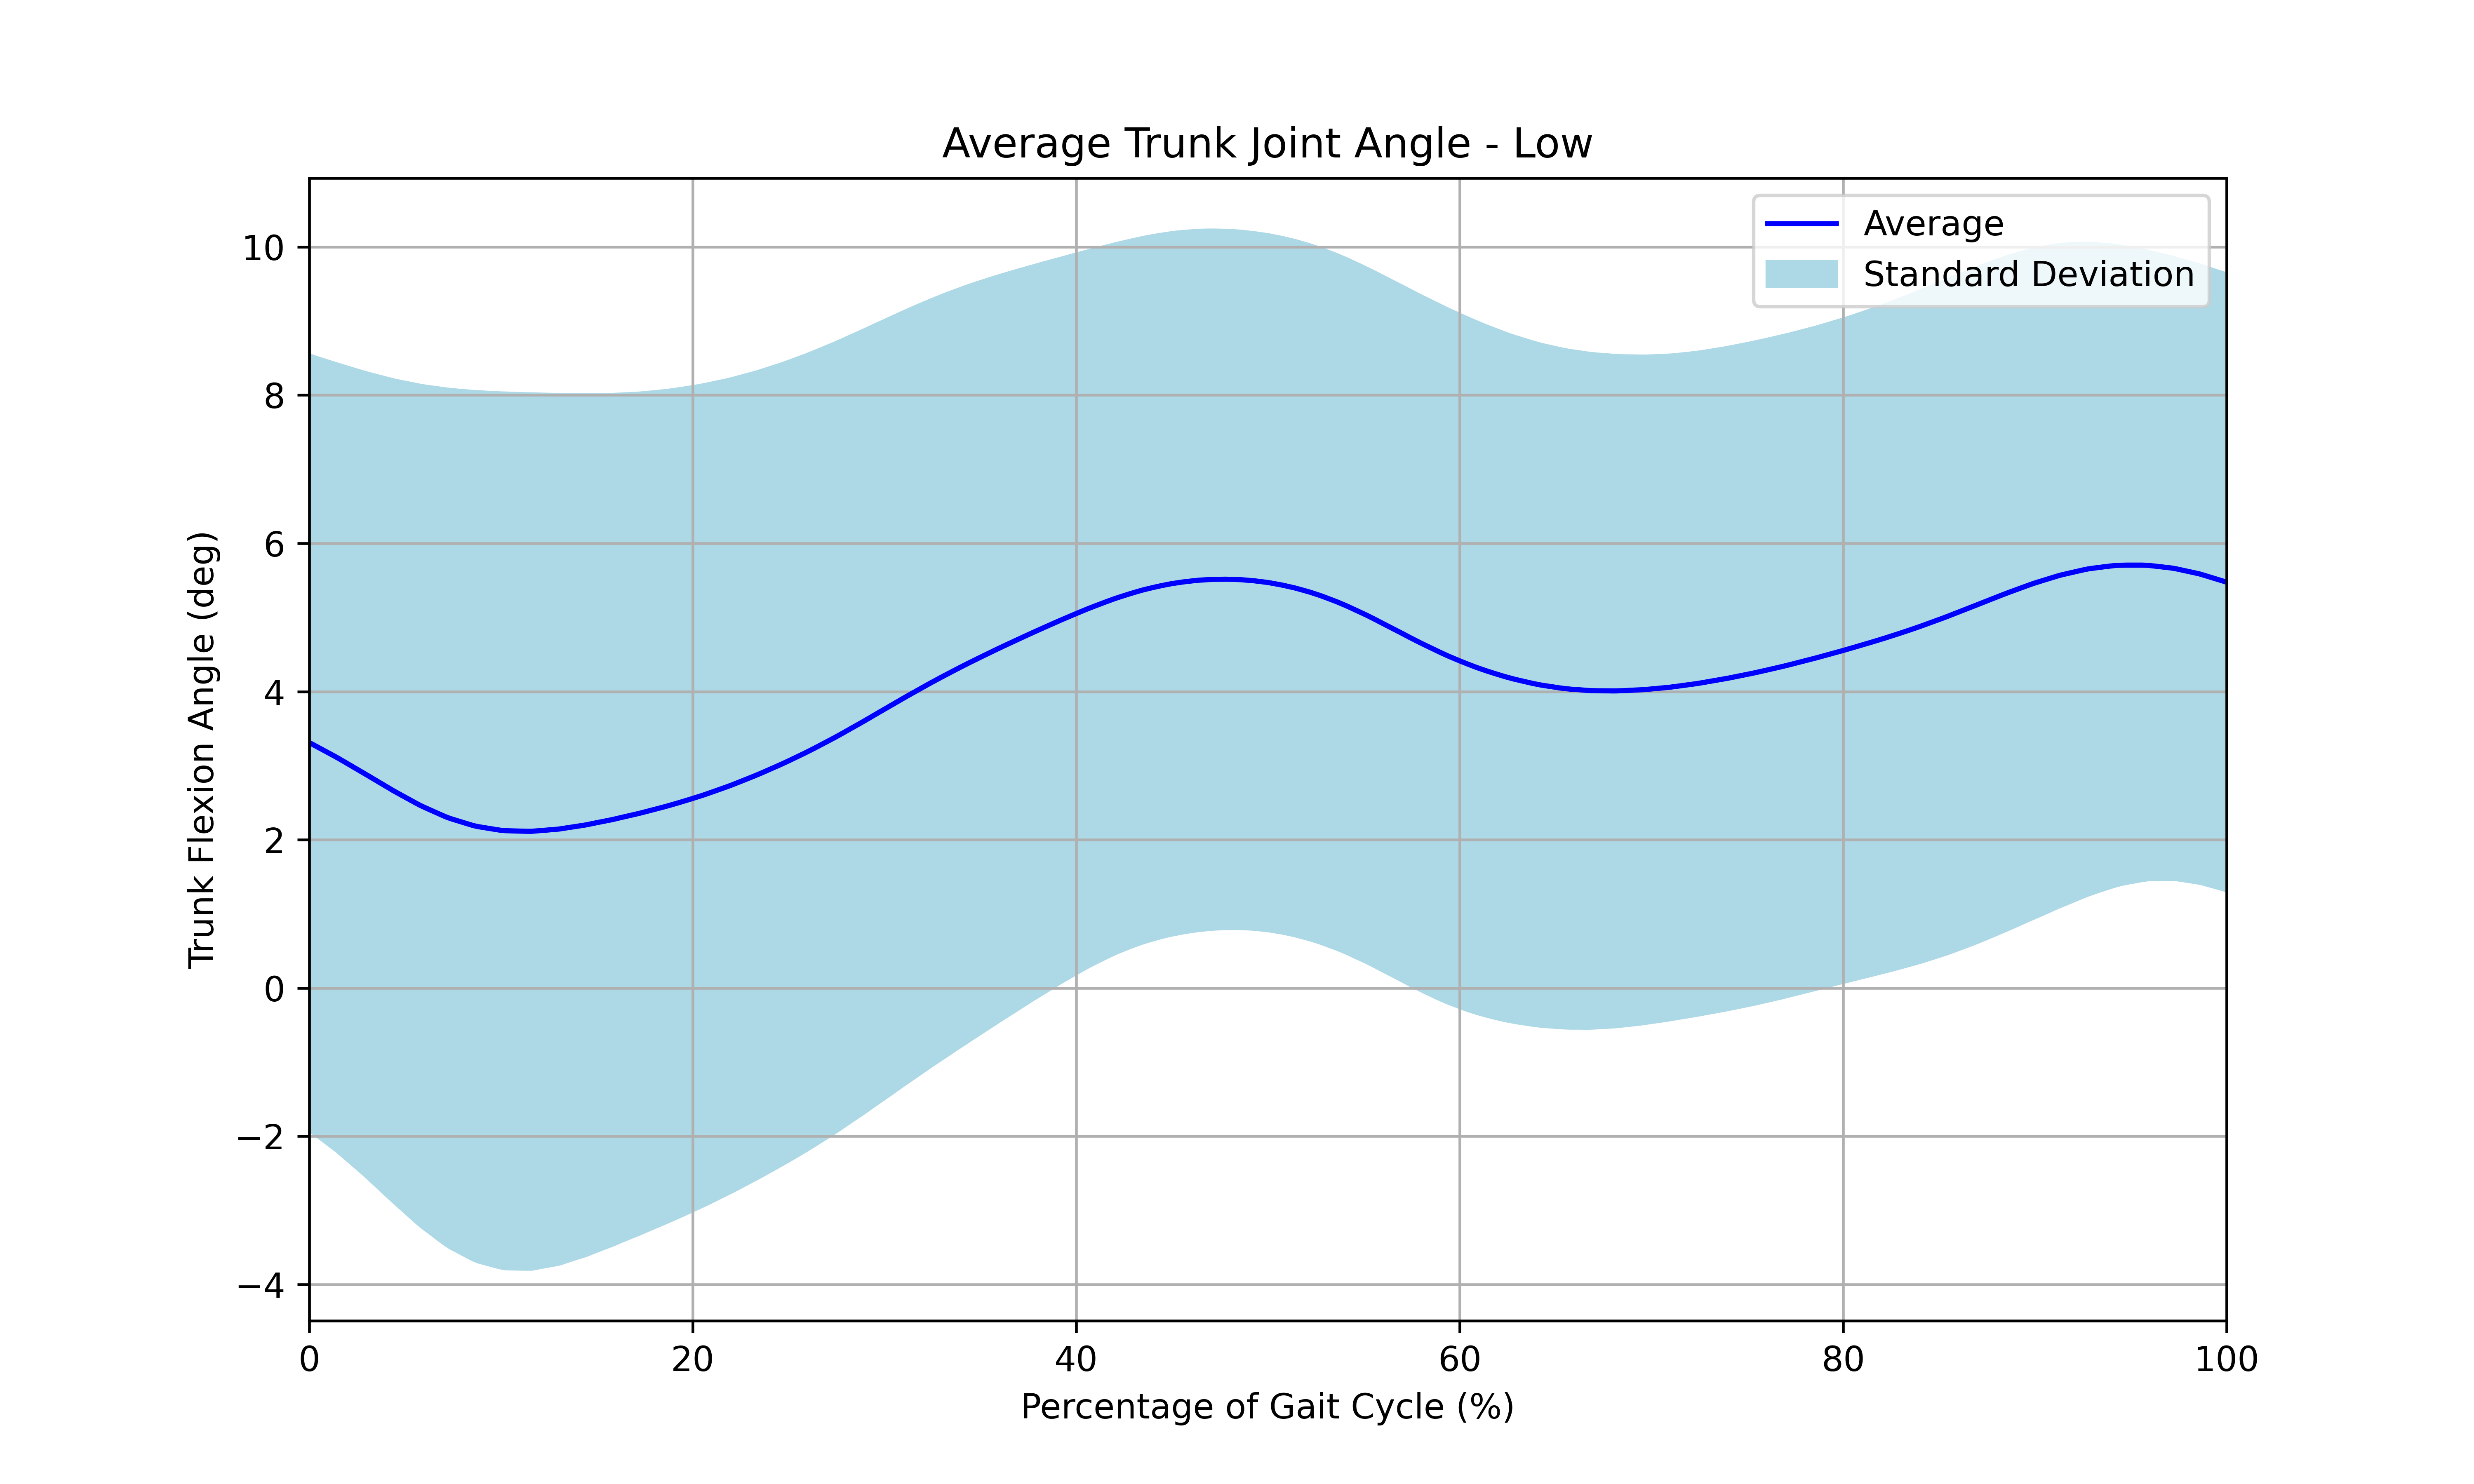 Average Trunk Joint Angle - Low
Average
Standard Deviation
10
8
6
4
2
0
−2
−4
Trunk Flexion Angle (deg)
0 20 40 60 80 100
Percentage of Gait Cycle (%)